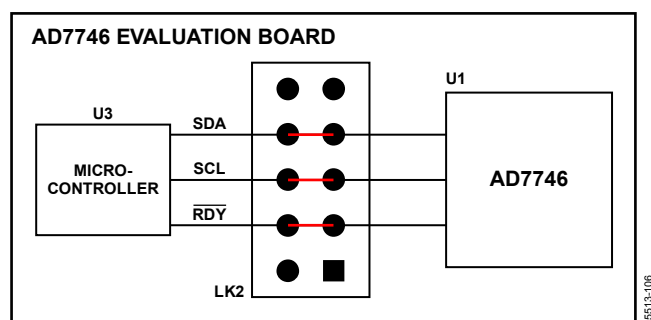 AD7746 EVALUATION BOARD
U1
U3
SDA
MICRO-
CONTROLLER
SCL
AD7746
RDY
LK2
5513-106